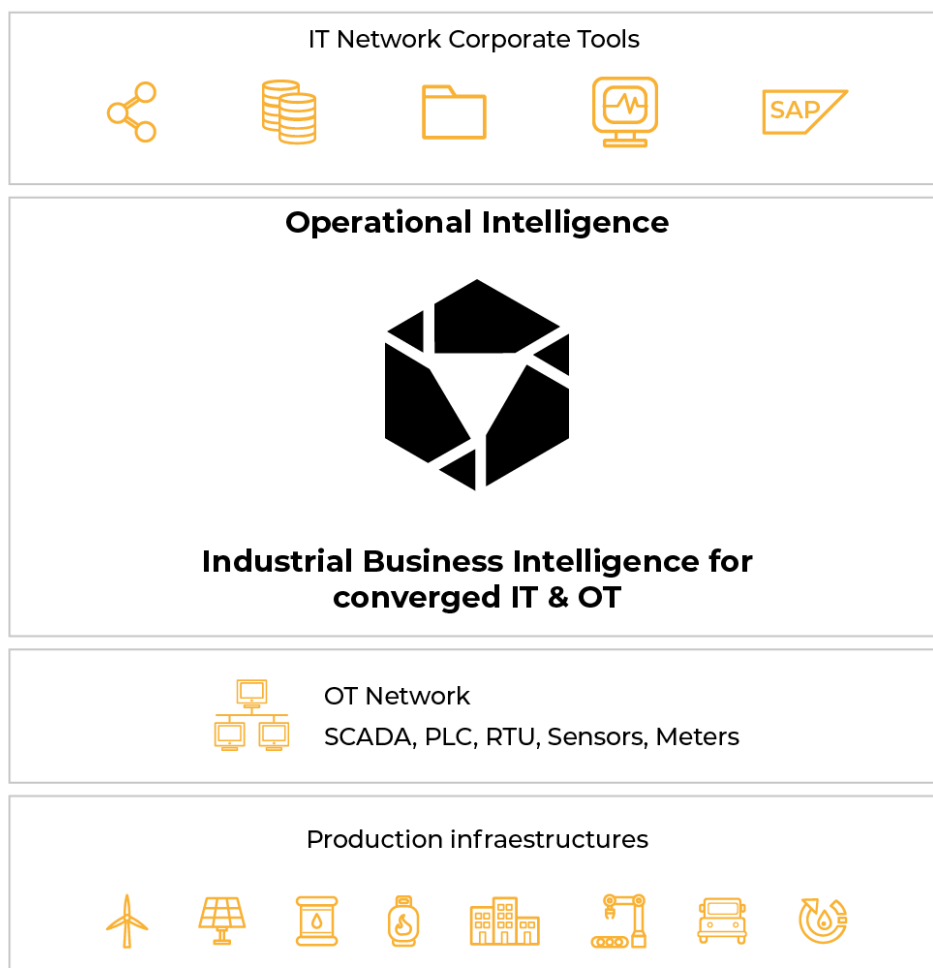 IT Network Corporate Tools
SAP
Operational Intelligence
Industrial Business Intelligence for
converged IT & OT
OT Network
SCADA, PLC, RTU, Sensors, Meters
Production infraestructures